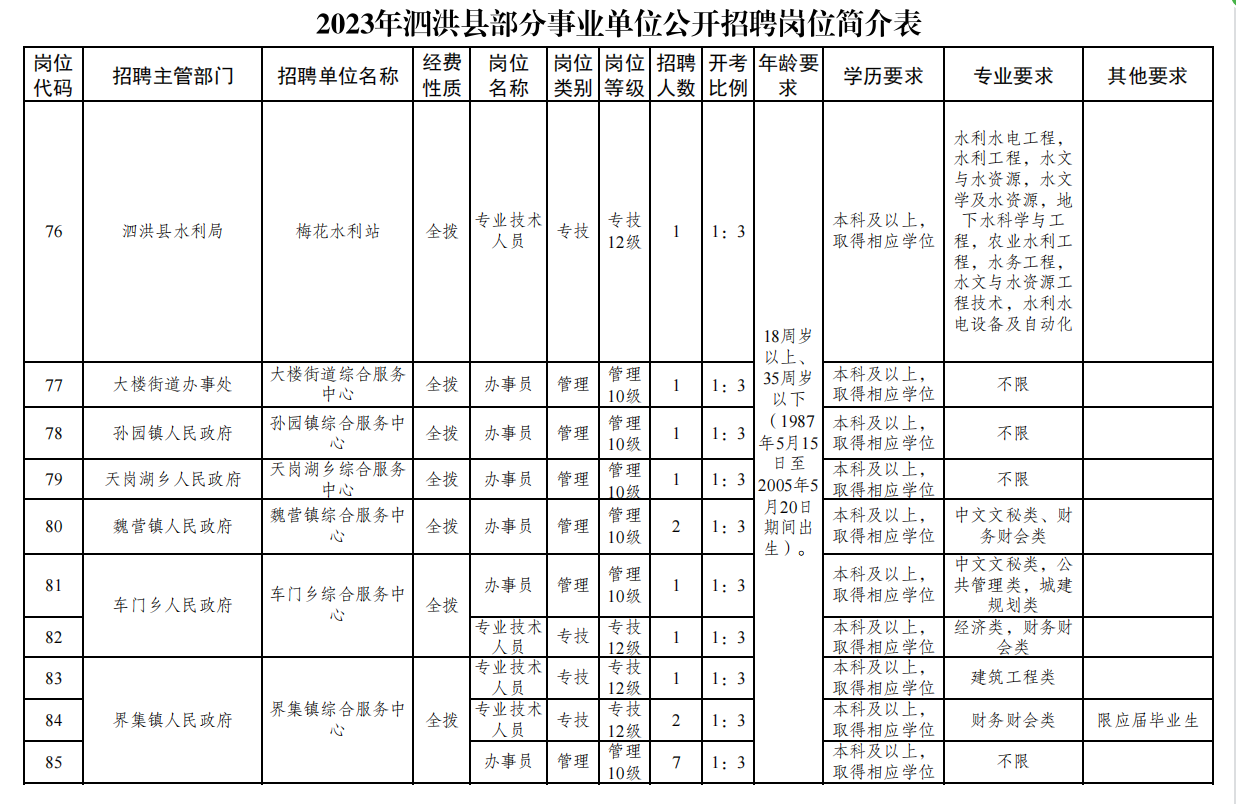 2023年泗洪县部分事业单位公开招聘岗位简介表
岗位
代码
招聘主管部门
招聘单位名称
经费
性质
岗位
名称
岗位
类别
岗位
等级
招聘
人数
开考
比例
年龄要
求
学历要求
专业要求
其他要求
76
泗洪县水利局
梅花水利站
全拨
专业技术
人员
专技
专技
12级
1
1：3
18周岁
以上、
35周岁
以下
（1987
年5月15
日至
2005年5
月20日
期间出
生）。
本科及以上，
取得相应学位
水利水电工程，
水利工程，水文
与水资源，水文
学及水资源，地
下水科学与工
程，农业水利工
程，水务工程，
水文与水资源工
程技术，水利水
电设备及自动化
77
大楼街道办事处
大楼街道综合服务
中心
全拨
办事员
管理
管理
10级
1
1：3
本科及以上，
取得相应学位
不限
78
孙园镇人民政府
孙园镇综合服务中
心
全拨
办事员
管理
管理
10级
1
1：3
本科及以上，
取得相应学位
不限
79
天岗湖乡人民政府
天岗湖乡综合服务
中心
全拨
办事员
管理
管理
10级
1
1：3
本科及以上，
取得相应学位
不限
80
魏营镇人民政府
魏营镇综合服务中
心
全拨
办事员
管理
管理
10级
2
1：3
本科及以上，
取得相应学位
中文文秘类、财
务财会类
81
车门乡人民政府
车门乡综合服务中
心
全拨
办事员
管理
管理
10级
1
1：3
本科及以上，
取得相应学位
中文文秘类，公
共管理类，城建
规划类
82
专业技术
人员
专技
专技
12级
1
1：3
本科及以上，
取得相应学位
经济类，财务财
会类
83
界集镇人民政府
界集镇综合服务中
心
全拨
专业技术
人员
专技
专技
12级
1
1：3
本科及以上，
取得相应学位
建筑工程类
84
专业技术
人员
专技
专技
12级
2
1：3
本科及以上，
取得相应学位
财务财会类
限应届毕业生
85
办事员
管理
管理
10级
7
1：3
本科及以上，
取得相应学位
不限